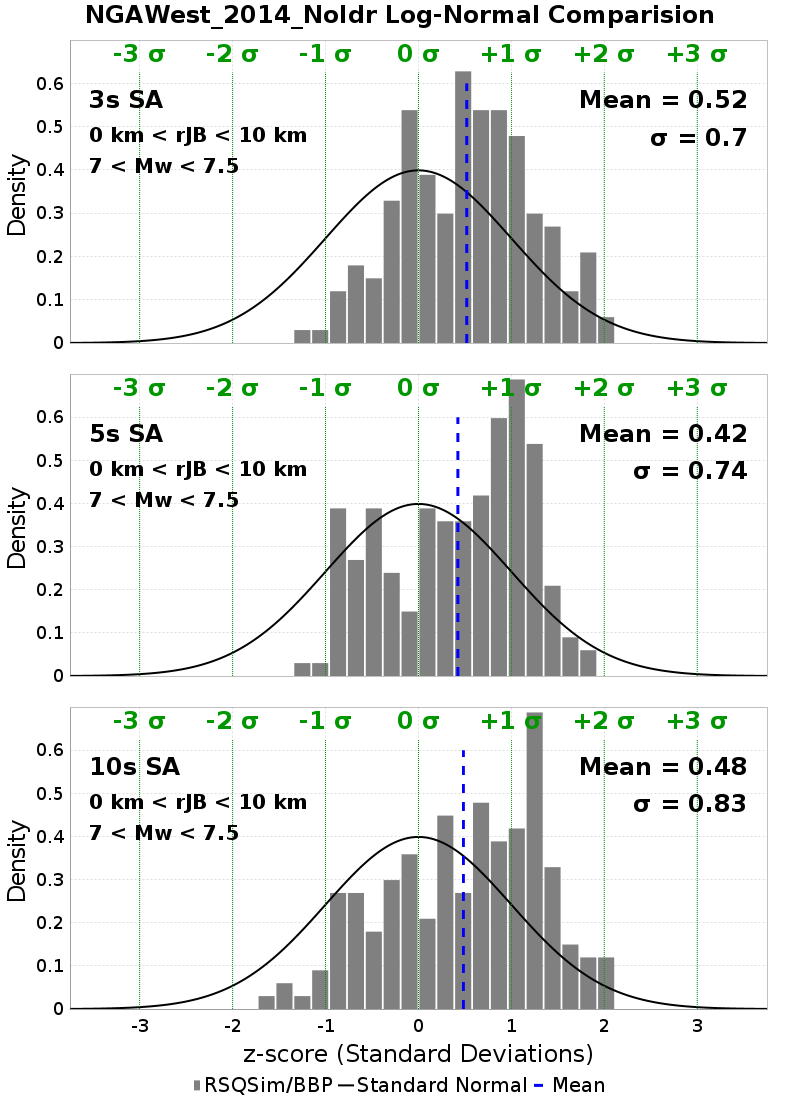 NGAWest_2014_NoIdr Log-Normal Comparision
-3 σ -2 σ -1 σ 0 σ +1 σ +2 σ +3 σ
3s SA
Mean = 0.52
0 km < rJB < 10 km
σ = 0.7
7 < Mw < 7.5
Density
0.6
0.5
0.4
0.3
0.2
0.1
0
-3 σ -2 σ -1 σ 0 σ +1 σ +2 σ +3 σ
5s SA
Mean = 0.42
0 km < rJB < 10 km
σ = 0.74
7 < Mw < 7.5
Density
0.6
0.5
0.4
0.3
0.2
0.1
0
-3 σ -2 σ -1 σ 0 σ +1 σ +2 σ +3 σ
10s SA
Mean = 0.48
0 km < rJB < 10 km
σ = 0.83
7 < Mw < 7.5
Density
0.6
0.5
0.4
0.3
0.2
0.1
0
-3 -2 -1 0 1 2 3
z-score (Standard Deviations)
RSQSim/BBP Standard Normal Mean